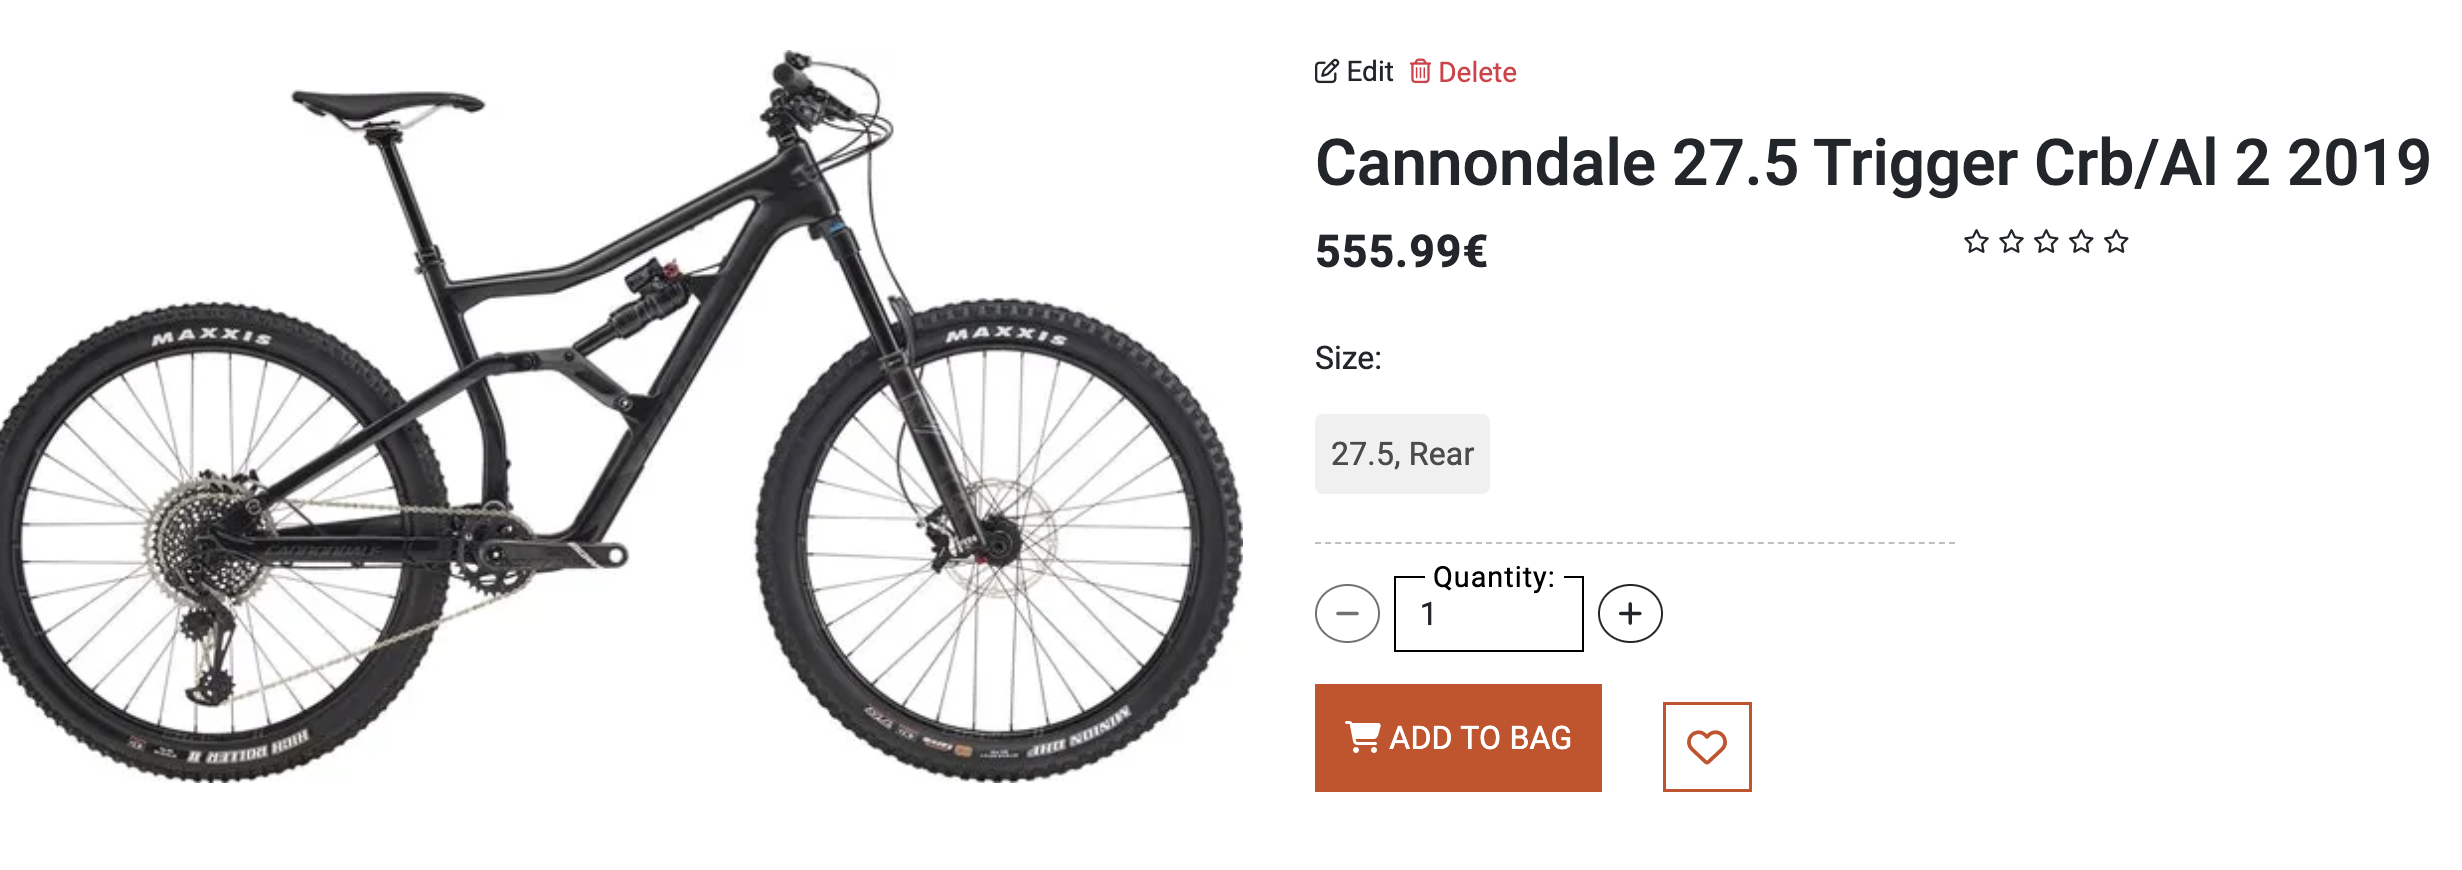 Edit Delete
Cannondale 27.5 Trigger Crb/Al 2 2019
555.99€
Size:
27.5, Rear
Quantity:
1
ADD TO BAG
MAXXIS
MAXXIS
CANNONDALE
HIGH ROLLER II
MINION DHF